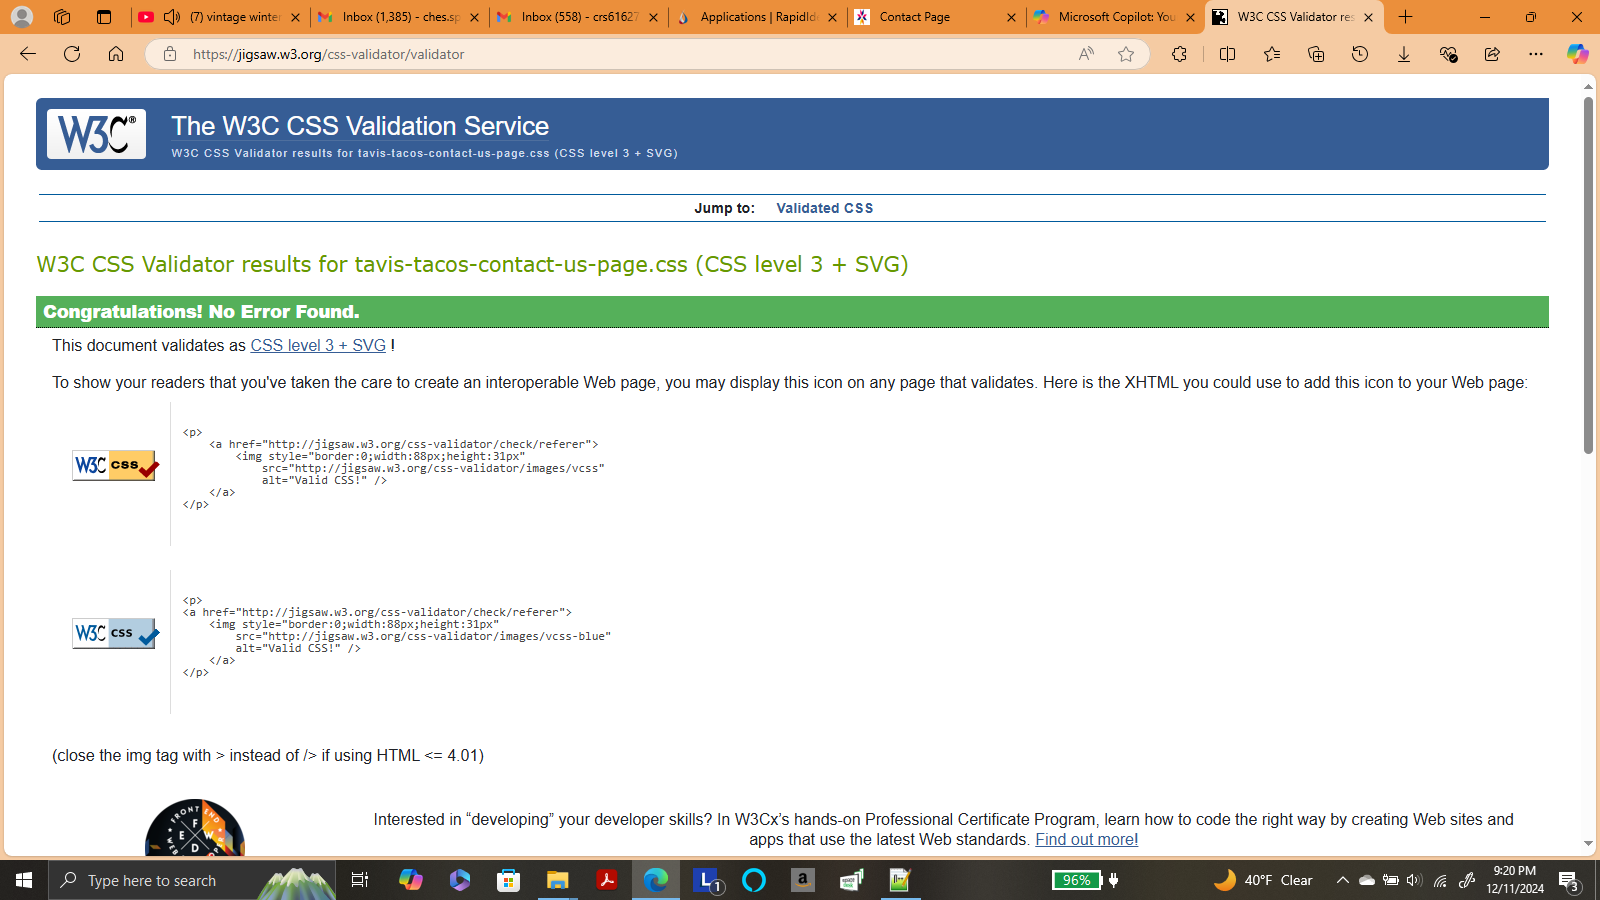 (7) vintage winter
Inbox (1,385) - ches.sp
Inbox (558) - crs61627
Applications | RapidId
Contact Page
Microsoft Copilot: You
W3C CSS Validator res
https://jigsaw.w3.org/css-validator/validator
W3C®
The W3C CSS Validation Service
W3C CSS Validator results for tavis-tacos-contact-us-page.css (CSS level 3 + SVG)
Jump to: Validated CSS
W3C CSS Validator results for tavis-tacos-contact-us-page.css (CSS level 3 + SVG)
Congratulations! No Error Found.
This document validates as CSS level 3 + SVG !
To show your readers that you've taken the care to create an interoperable Web page, you may display this icon on any page that validates. Here is the XHTML you could use to add this icon to your Web page:
W3C css
<p>
<a href="http://jigsaw.w3.org/css-validator/check/referer">
<img style="border:0;width:88px;height:31px"
src="http://jigsaw.w3.org/css-validator/images/vcss"
alt="Valid CSS!" />
</a>
</p>
W3C css
<p>
<a href="http://jigsaw.w3.org/css-validator/check/referer">
<img style="border:0;width:88px;height:31px"
src="http://jigsaw.w3.org/css-validator/images/vcss-blue"
alt="Valid CSS!" />
</a>
</p>
(close the img tag with > instead of /> if using HTML <= 4.01)
FRONT END
F
E W
D
Interested in “developing” your developer skills? In W3Cx’s hands-on Professional Certificate Program, learn how to code the right way by creating Web sites and
apps that use the latest Web standards. Find out more!
Type here to search
L 1
a
96%
40°F Clear
9:20 PM
12/11/2024
3